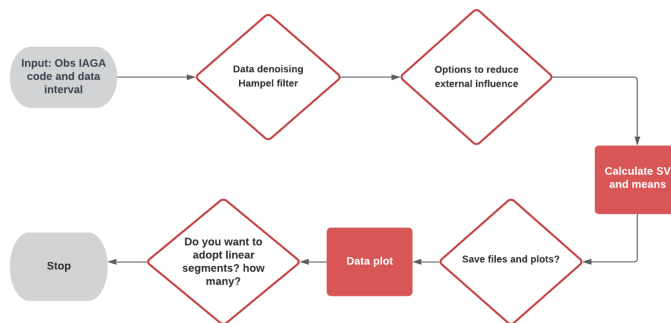 Input: Obs IAGA
code and data
interval
Data denoising
Hampel filter
Options to reduce
external influence
Calculate SV
and means
Save files and plots?
Data plot
Do you want to
adopt linear
segments? how
many?
Stop